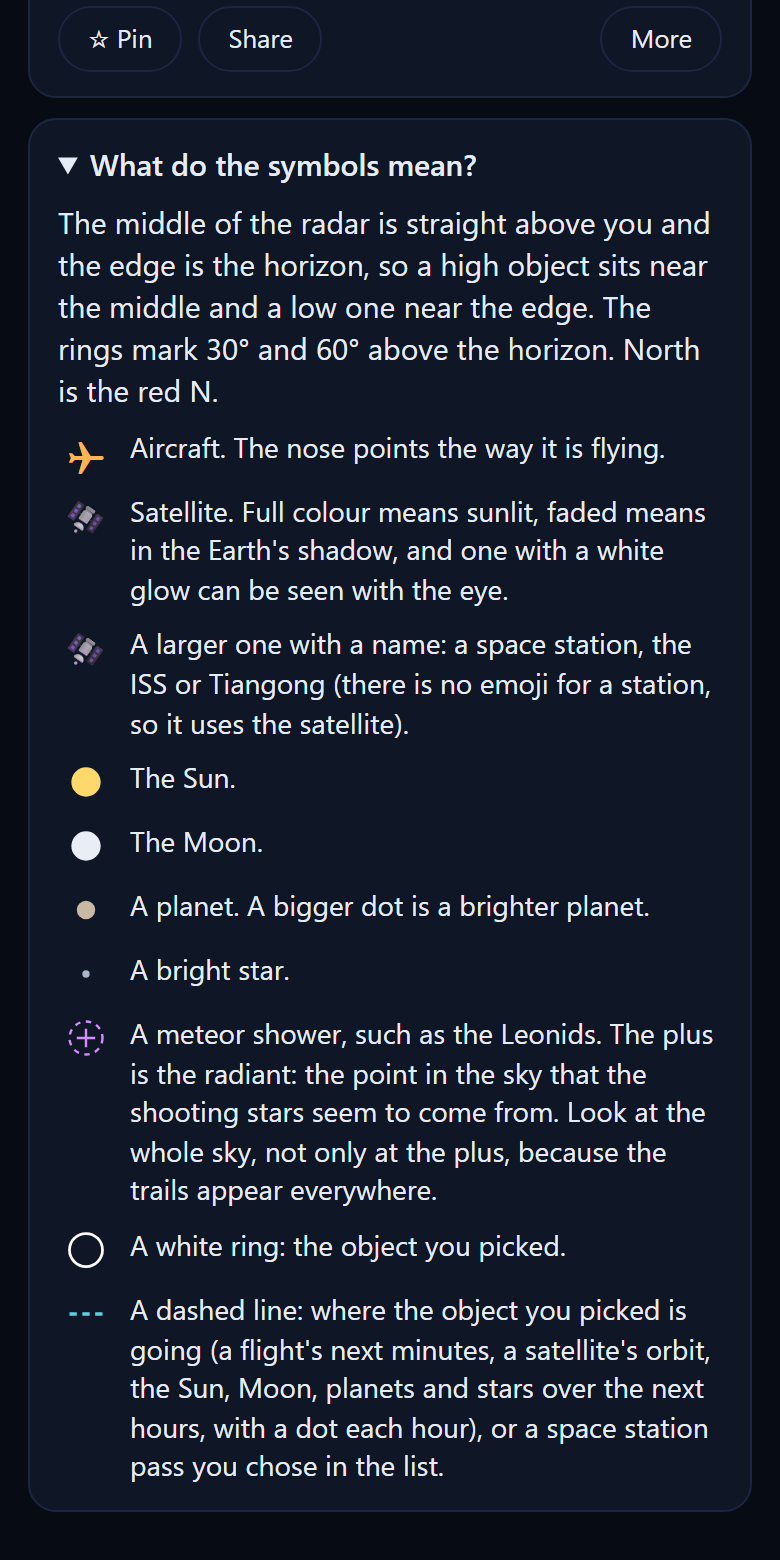 ☆ Pin
Share
More
▼ What do the symbols mean?
The middle of the radar is straight above you and
the edge is the horizon, so a high object sits near
the middle and a low one near the edge. The
rings mark 30° and 60° above the horizon. North
is the red N.
Aircraft. The nose points the way it is flying.
Satellite. Full colour means sunlit, faded means
in the Earth's shadow, and one with a white
glow can be seen with the eye.
A larger one with a name: a space station, the
ISS or Tiangong (there is no emoji for a station,
so it uses the satellite).
The Sun.
The Moon.
A planet. A bigger dot is a brighter planet.
A bright star.
A meteor shower, such as the Leonids. The plus
is the radiant: the point in the sky that the
shooting stars seem to come from. Look at the
whole sky, not only at the plus, because the
trails appear everywhere.
A white ring: the object you picked.
A dashed line: where the object you picked is
going (a flight's next minutes, a satellite's orbit,
the Sun, Moon, planets and stars over the next
hours, with a dot each hour), or a space station
pass you chose in the list.